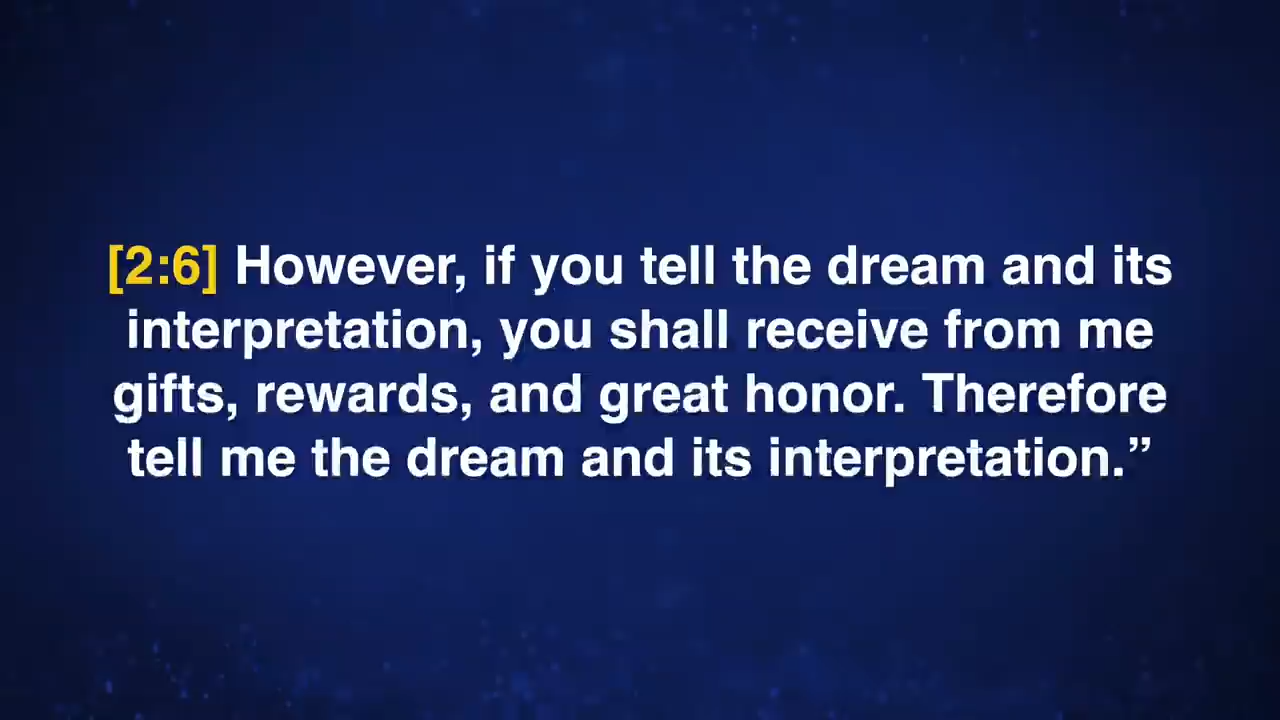 [2:6] However, if you tell the dream and its
interpretation, you shall receive from me
gifts, rewards, and great honor. Therefore
tell me the dream and its interpretation.”